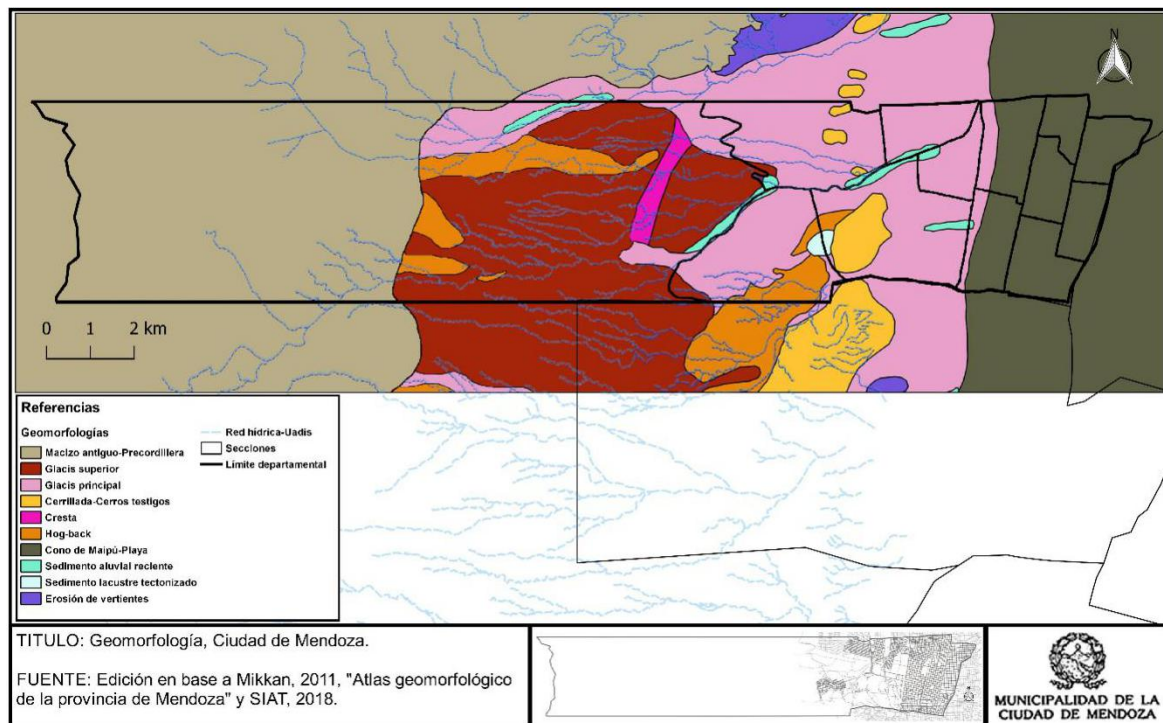 0 1 2 km
Referencias
Geomorfologías
Macizo antiguo-Precordillera
Glacis superior
Glacis principal
Cerrillada-Cerros testigos
Cresta
Hog-back
Cono de Maipú-Playa
Sedimento aluvial reciente
Sedimento lacustre tectonizado
Erosión de vertientes
Red hídrica-Uadis
Secciones
Límite departamental
TITULO: Geomorfología, Ciudad de Mendoza.
FUENTE: Edición en base a Mikkan, 2011, "Atlas geomorfológico
de la provincia de Mendoza" y SIAT, 2018.
MUNICIPALIDAD DE LA
CIUDAD DE MENDOZA